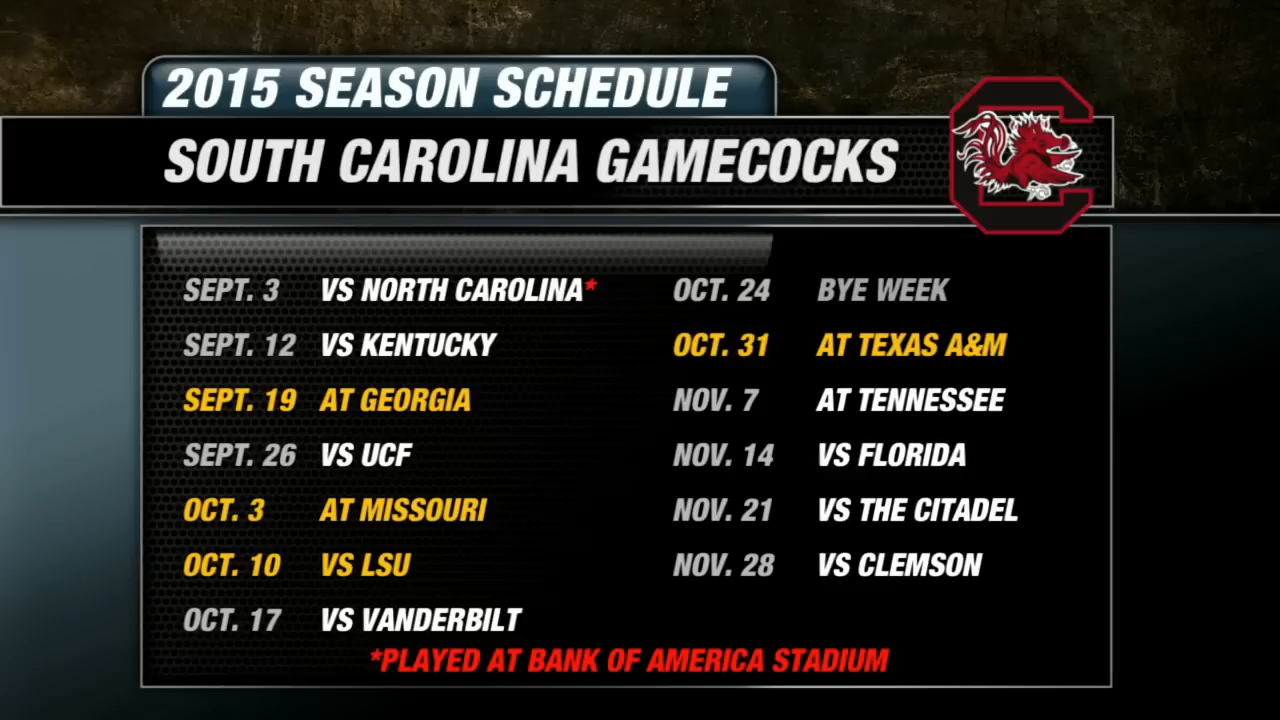 2015 SEASON SCHEDULE
SOUTH CAROLINA GAMECOCKS
SEPT. 3 VS NORTH CAROLINA*
SEPT. 12 VS KENTUCKY
SEPT. 19 AT GEORGIA
SEPT. 26 VS UCF
OCT. 3 AT MISSOURI
OCT. 10 VS LSU
OCT. 17 VS VANDERBILT
OCT. 24 BYE WEEK
OCT. 31 AT TEXAS A&M
NOV. 7 AT TENNESSEE
NOV. 14 VS FLORIDA
NOV. 21 VS THE CITADEL
NOV. 28 VS CLEMSON
*PLAYED AT BANK OF AMERICA STADIUM